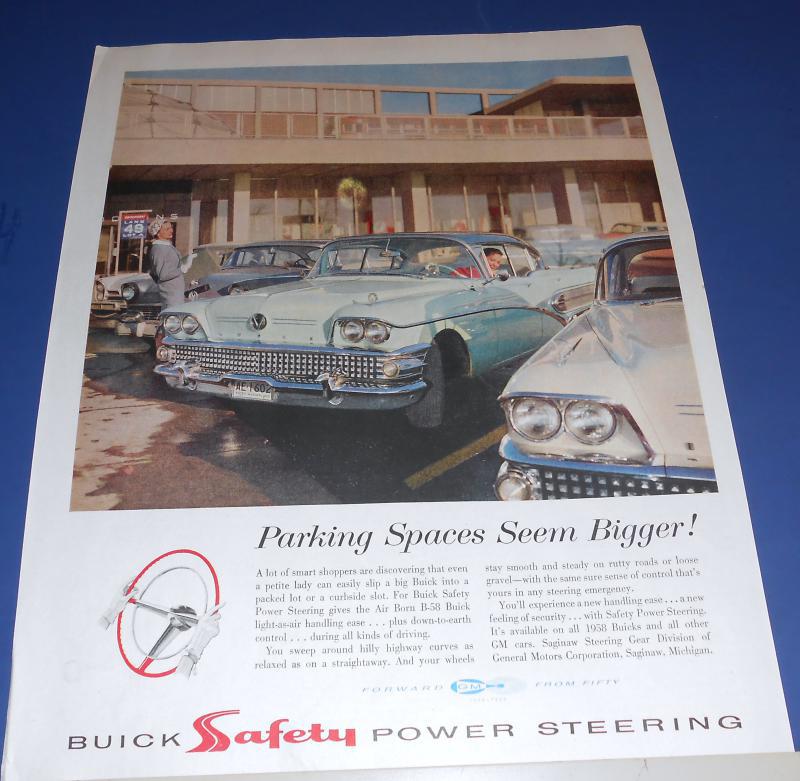 LANE
49
AE-1602
Parking Spaces Seem Bigger!
A lot of smart shoppers are discovering that even
a petite lady can easily slip a big Buick into a
packed lot or a curbside slot. For Buick Safety
Power Steering gives the Air Born B-58 Buick
light-as-air handling ease . . . plus down-to-earth
control . . . during all kinds of driving.
You sweep around hilly highway curves as
relaxed as on a straightaway. And your wheels
stay smooth and steady on rutty roads or loose
gravel—with the same sure sense of control that's
yours in any steering emergency.
You'll experience a new handling ease . . . a new
feeling of security . . . with Safety Power Steering.
It's available on all 1958 Buicks and all other
GM cars. Saginaw Steering Gear Division of
General Motors Corporation, Saginaw, Michigan.
FORWARD GM FROM FIFTY
BUICK Safety POWER STEERING